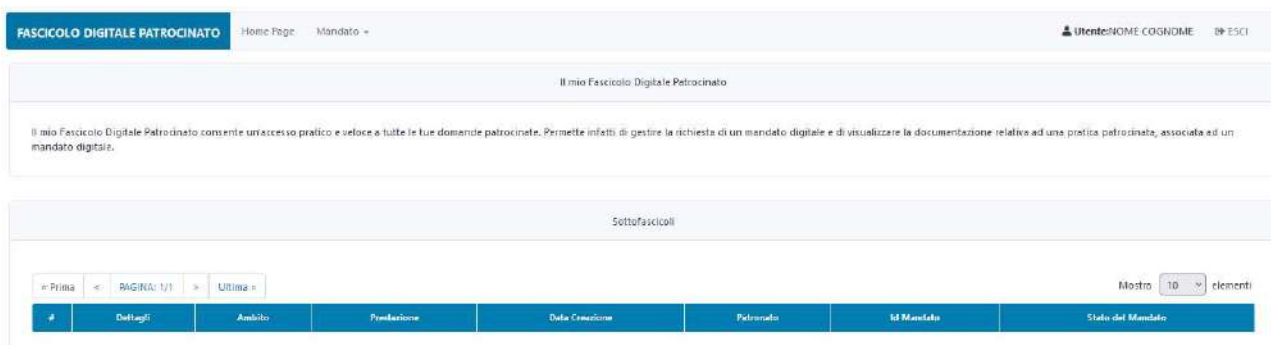 FASCICOLO DIGITALE PATROCINATO Home Page Mandato Utente:NOME COGNOME ESCI
Il mio Fascicolo Digitale Patrocinato
Il mio Fascicolo Digitale Patrocinato consente un'accesso pratico e veloce a tutte le tue domande patrocinate. Permette infatti di gestire la richiesta di un mandato digitale e di visualizzare la documentazione relativa ad una pratica patrocinata, associata ad un
mandato digitale.
Sottofascicoli
« Prima < PAGINA: 1/1 > Ultima » Mostro 10 elementi
# Dettagli Ambito Prestazione Data Creazione Patronato Id Mandato Stato del Mandato